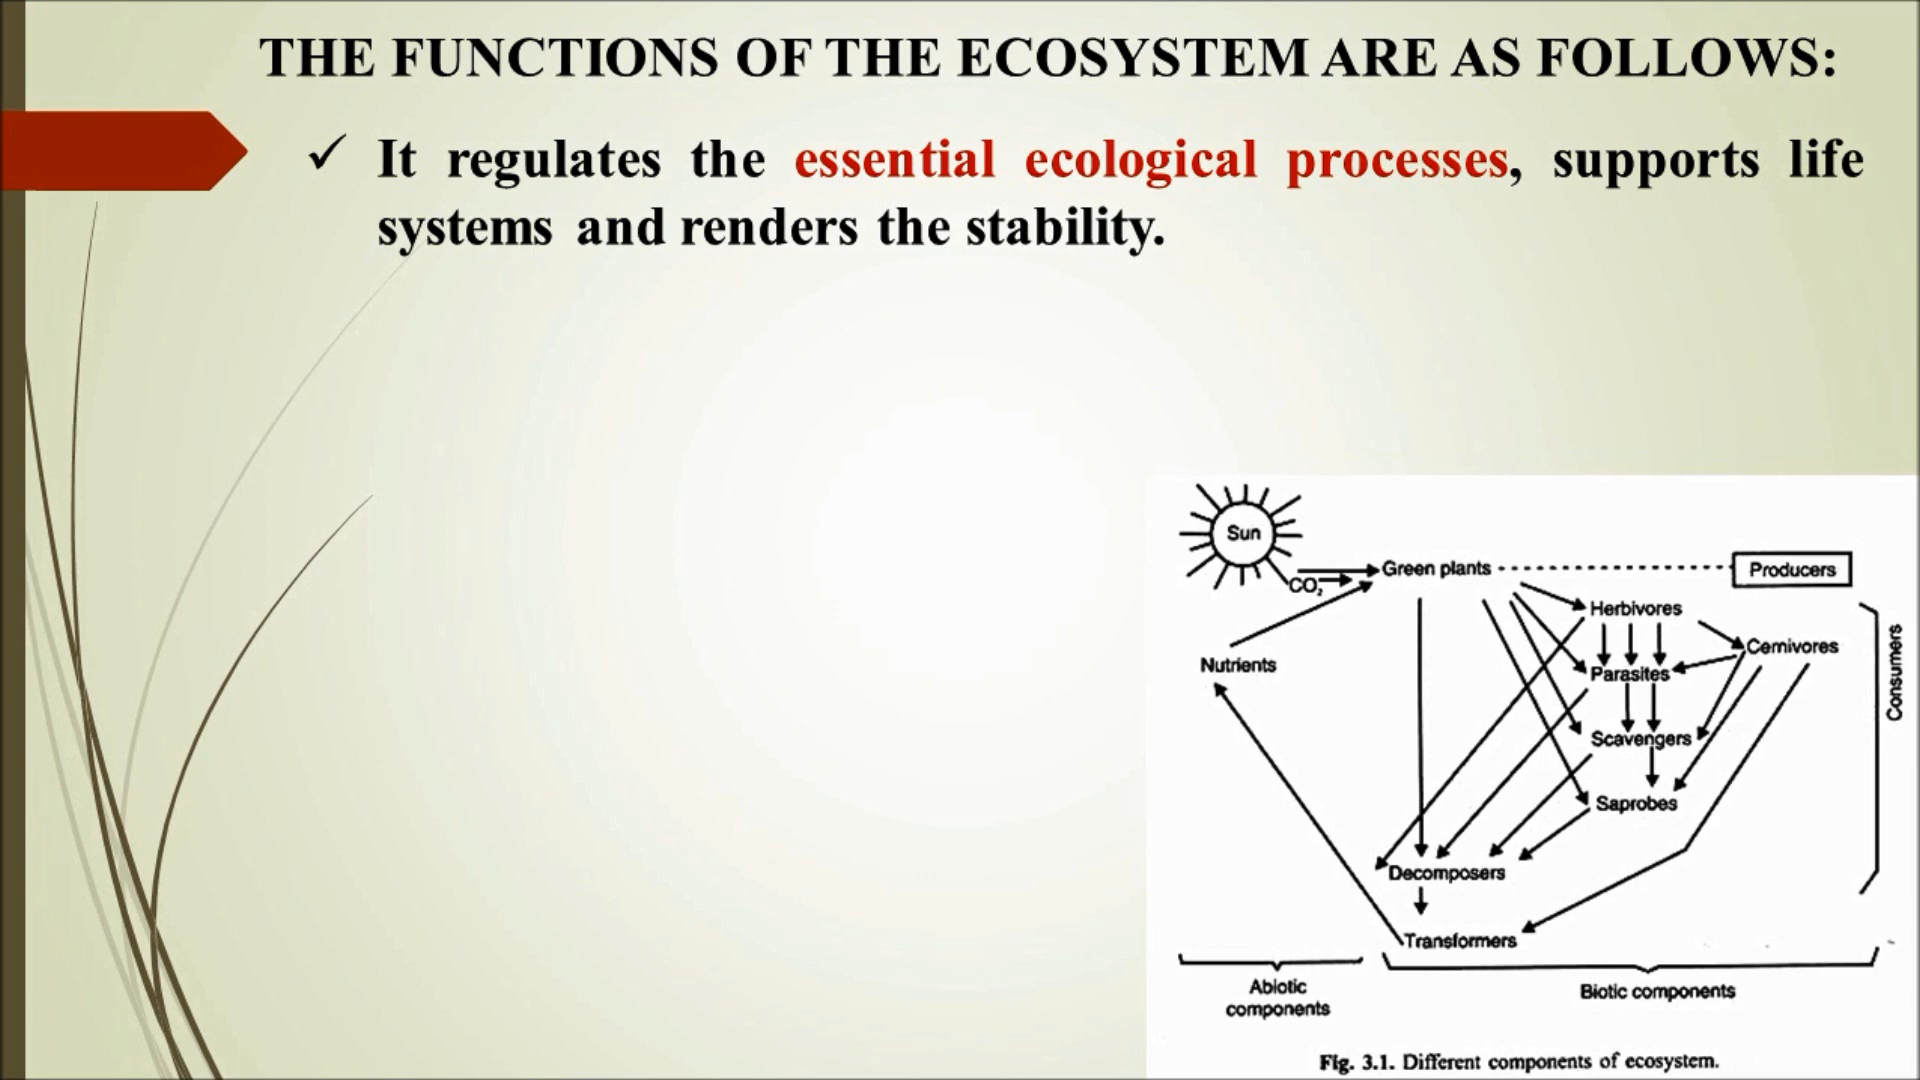 THE FUNCTIONS OF THE ECOSYSTEM ARE AS FOLLOWS:
✓ It regulates the essential ecological processes, supports life
systems and renders the stability.
Sun
CO₂
Green plants
Producers
Herbivores
Cernivores
Nutrients
Parasites
Consumers
Scavengers
Saprobes
Decomposers
Transformers
Abiotic
components
Biotic components
Fig. 3.1. Different components of ecosystem.